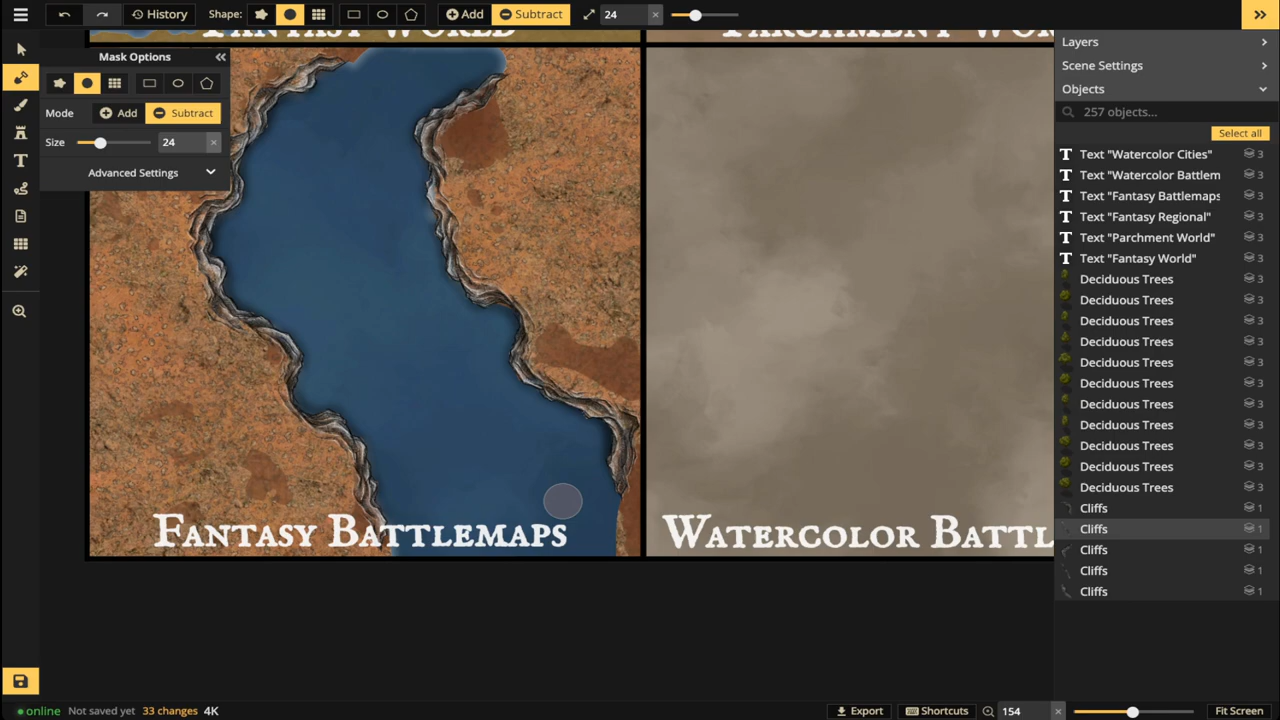 History
Shape:
Add
Subtract
24
FANTASY WORLD
Mask Options
Mode
Add
Subtract
Size
24
Advanced Settings
FANTASY BATTLEMAPS
WATERCOLOR BATTL
Layers
Scene Settings
Objects
257 objects...
Select all
Text "Watercolor Cities" 3
Text "Watercolor Battlem 3
Text "Fantasy Battlemaps 3
Text "Fantasy Regional" 3
Text "Parchment World" 3
Text "Fantasy World" 3
Deciduous Trees 3
Deciduous Trees 3
Deciduous Trees 3
Deciduous Trees 3
Deciduous Trees 3
Deciduous Trees 3
Deciduous Trees 3
Deciduous Trees 3
Deciduous Trees 3
Deciduous Trees 3
Deciduous Trees 3
Cliffs 1
Cliffs 1
Cliffs 1
Cliffs 1
Cliffs 1
online Not saved yet 33 changes 4K
Export
Shortcuts
154
Fit Screen